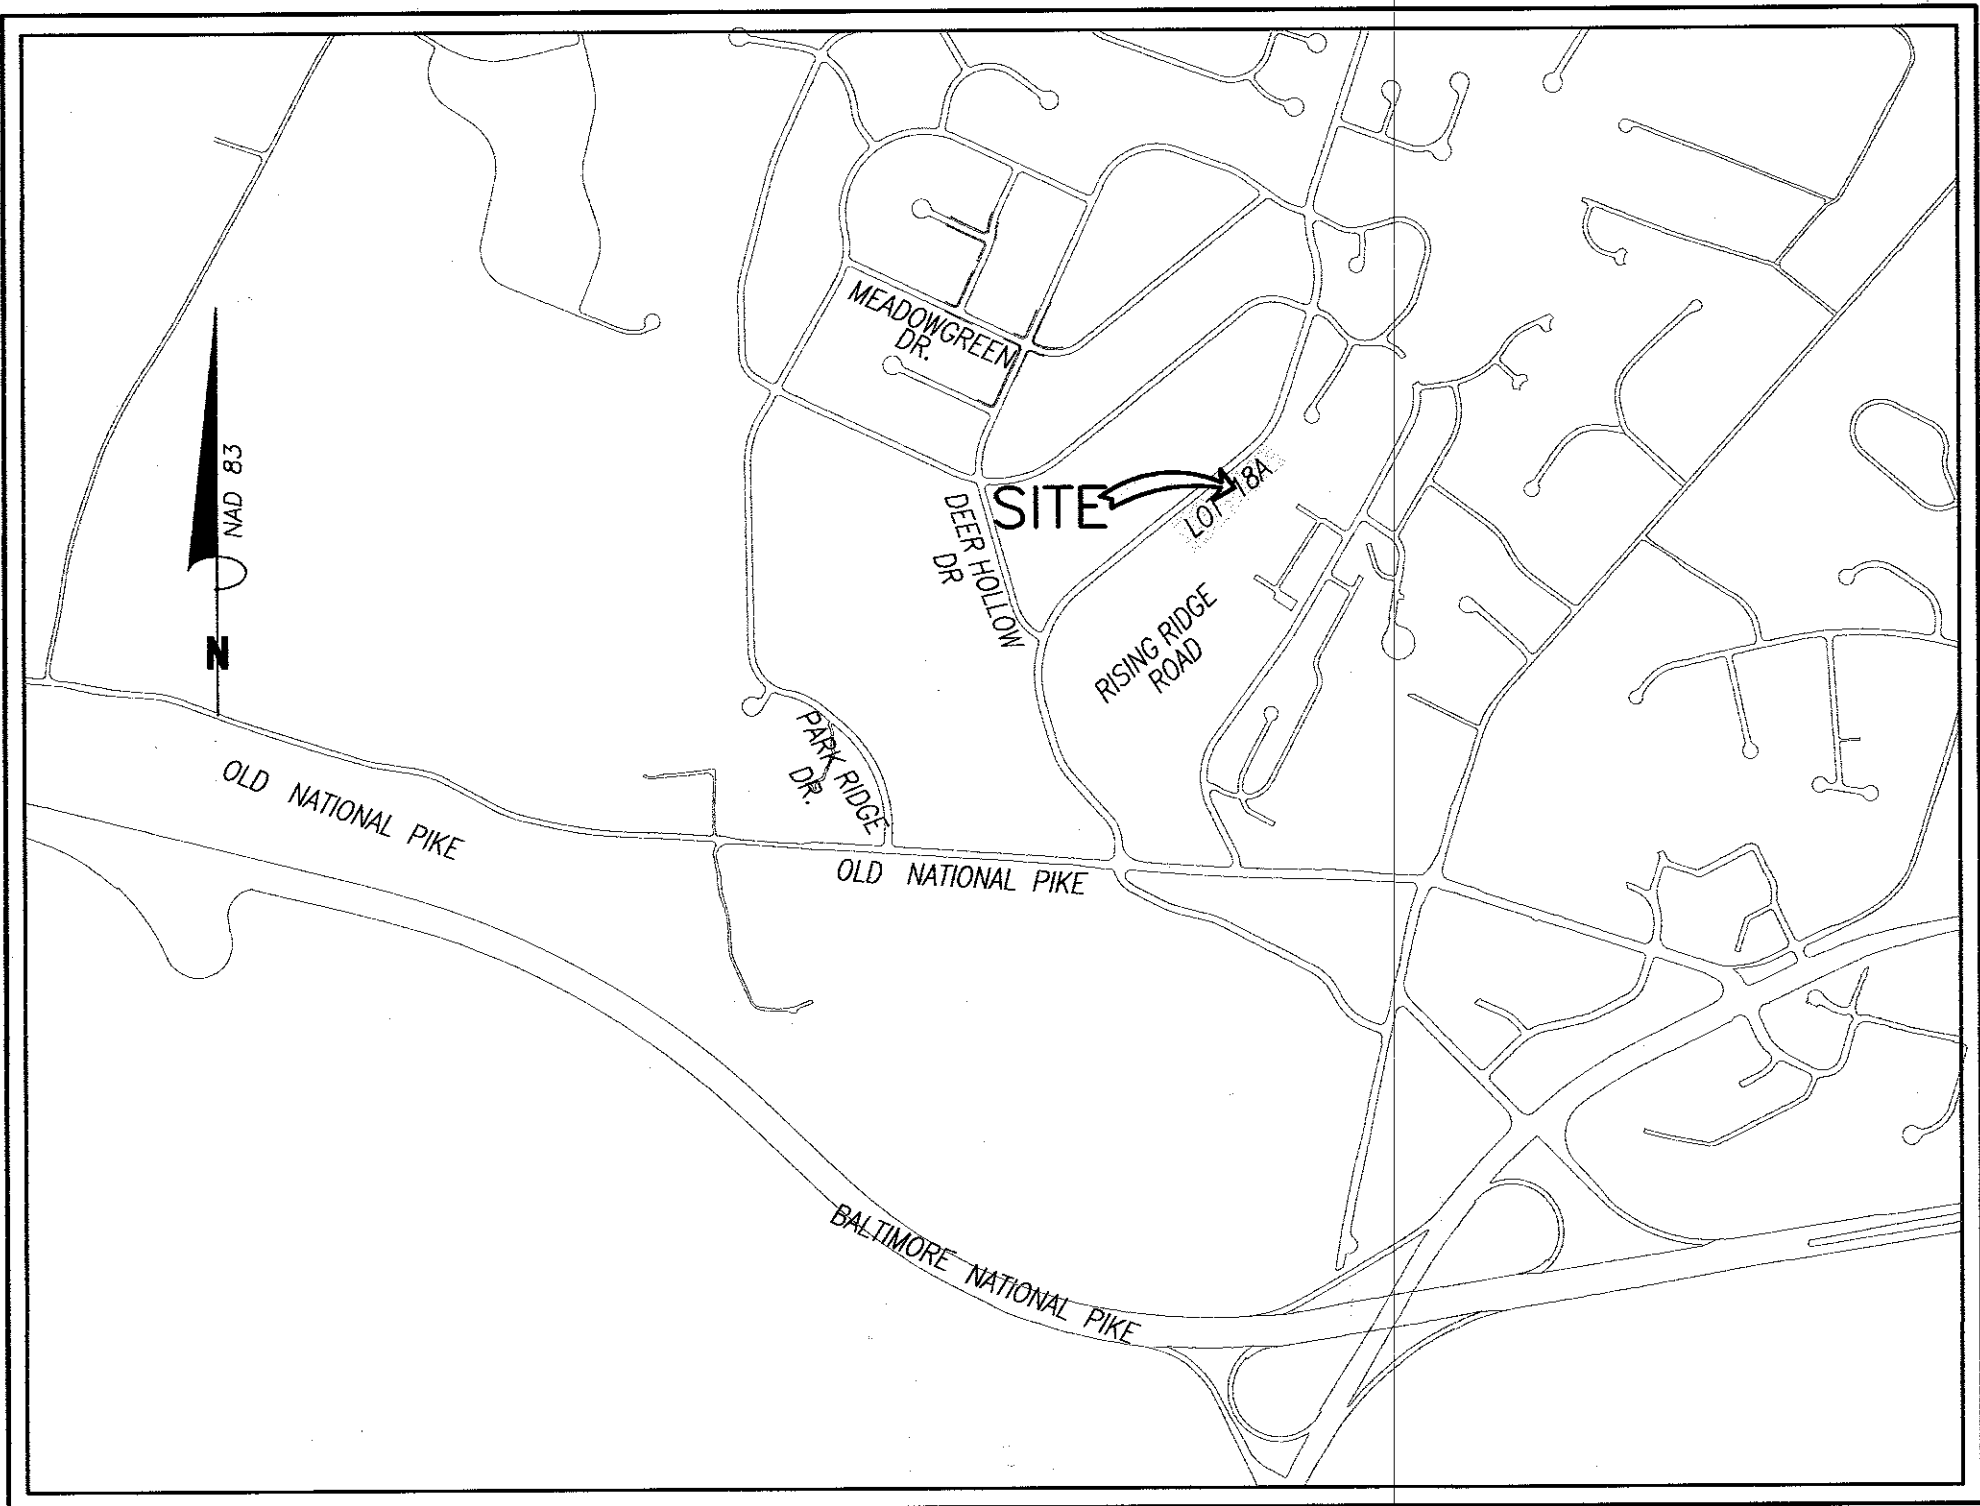 MEADOWGREEN
DR.
NAD 83
SITE
LOT 18A
DEER HOLLOW
DR
RISING RIDGE
ROAD
N
PARK RIDGE
DR.
OLD NATIONAL PIKE
OLD NATIONAL PIKE
BALTIMORE NATIONAL PIKE